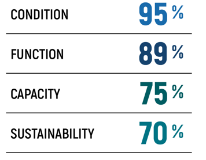 CONDITION 95%
FUNCTION 89%
CAPACITY 75%
SUSTAINABILITY 70%